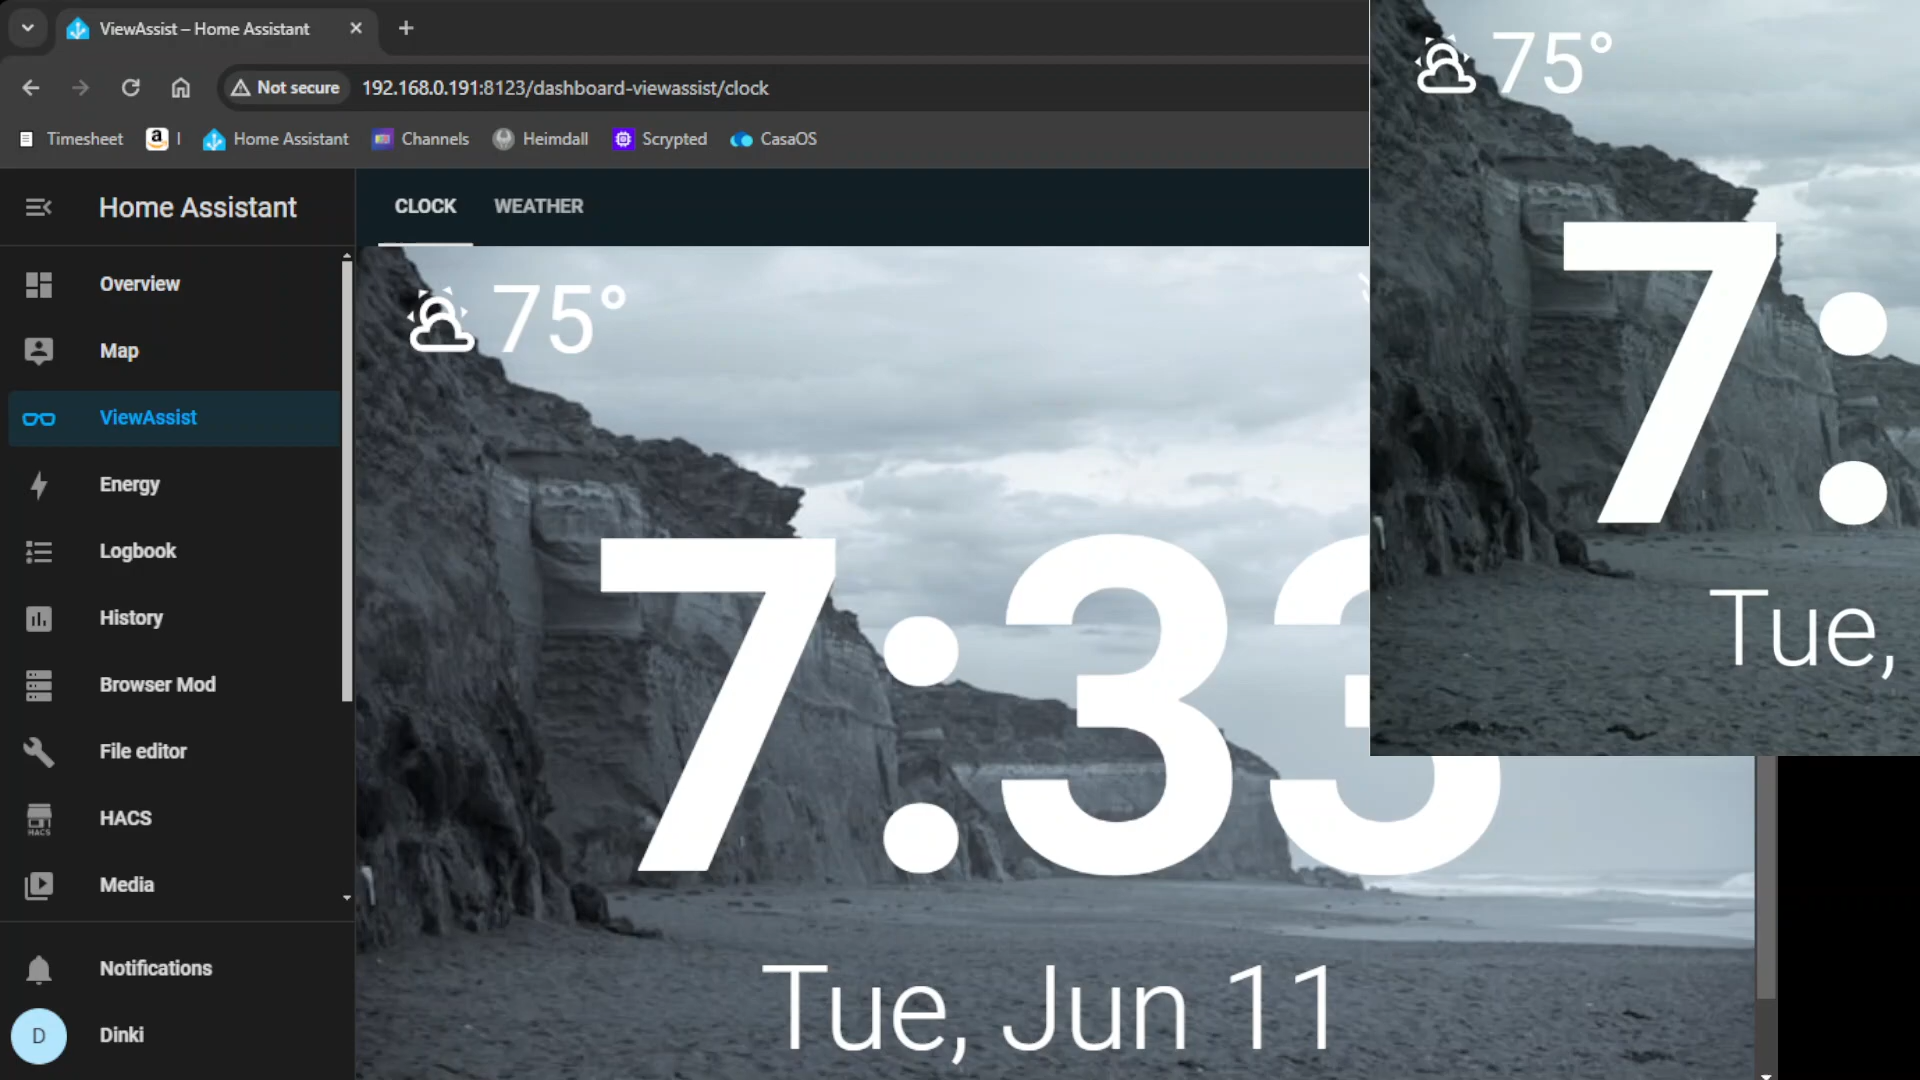 ViewAssist – Home Assistant
Not secure 192.168.0.191:8123/dashboard-viewassist/clock
Timesheet
a
I
Home Assistant
Channels
Heimdall
Scrypted
CasaOS
Home Assistant
Overview
Map
ViewAssist
Energy
Logbook
History
Browser Mod
File editor
HACS
HACS
Media
Notifications
D
Dinki
CLOCK
WEATHER
75°
7:33
Tue, Jun 11
75°
7:
Tue,